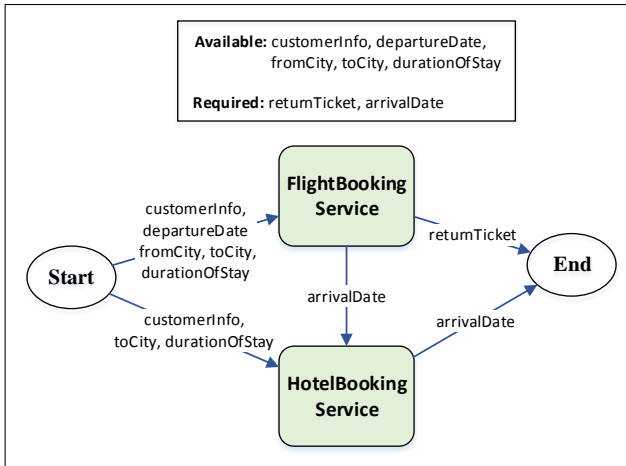 Available: customerInfo, departureDate,
fromCity, toCity, durationOfStay
Required: returnTicket, arrivalDate
FlightBooking
Service
customerInfo,
departureDate
fromCity, toCity,
durationOfStay
returnTicket
Start
End
arrivalDate
arrivalDate
customerInfo,
toCity, durationOfStay
HotelBooking
Service